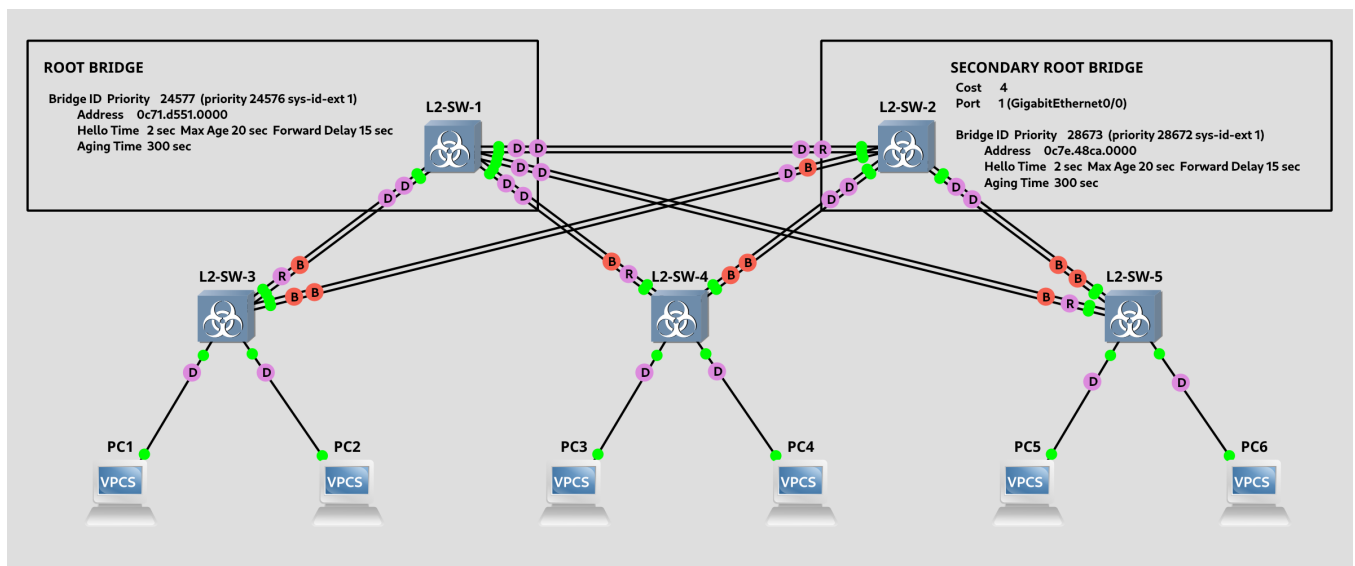 ROOT BRIDGE
Bridge ID Priority 24577 (priority 24576 sys-id-ext 1)
Address 0c71.d551.0000
Hello Time 2 sec Max Age 20 sec Forward Delay 15 sec
Aging Time 300 sec
L2-SW-1
SECONDARY ROOT BRIDGE
Cost 4
Port 1 (GigabitEthernet0/0)
L2-SW-2
Bridge ID Priority 28673 (priority 28672 sys-id-ext 1)
Address 0c7e.48ca.0000
Hello Time 2 sec Max Age 20 sec Forward Delay 15 sec
Aging Time 300 sec
D D
D R
D D
D B
D D
D D
D D
D D
R B
B B
B R
B B
B B
B R
L2-SW-3
L2-SW-4
L2-SW-5
D
D
D
D
D
D
PC1
PC2
PC3
PC4
PC5
PC6
VPCS
VPCS
VPCS
VPCS
VPCS
VPCS